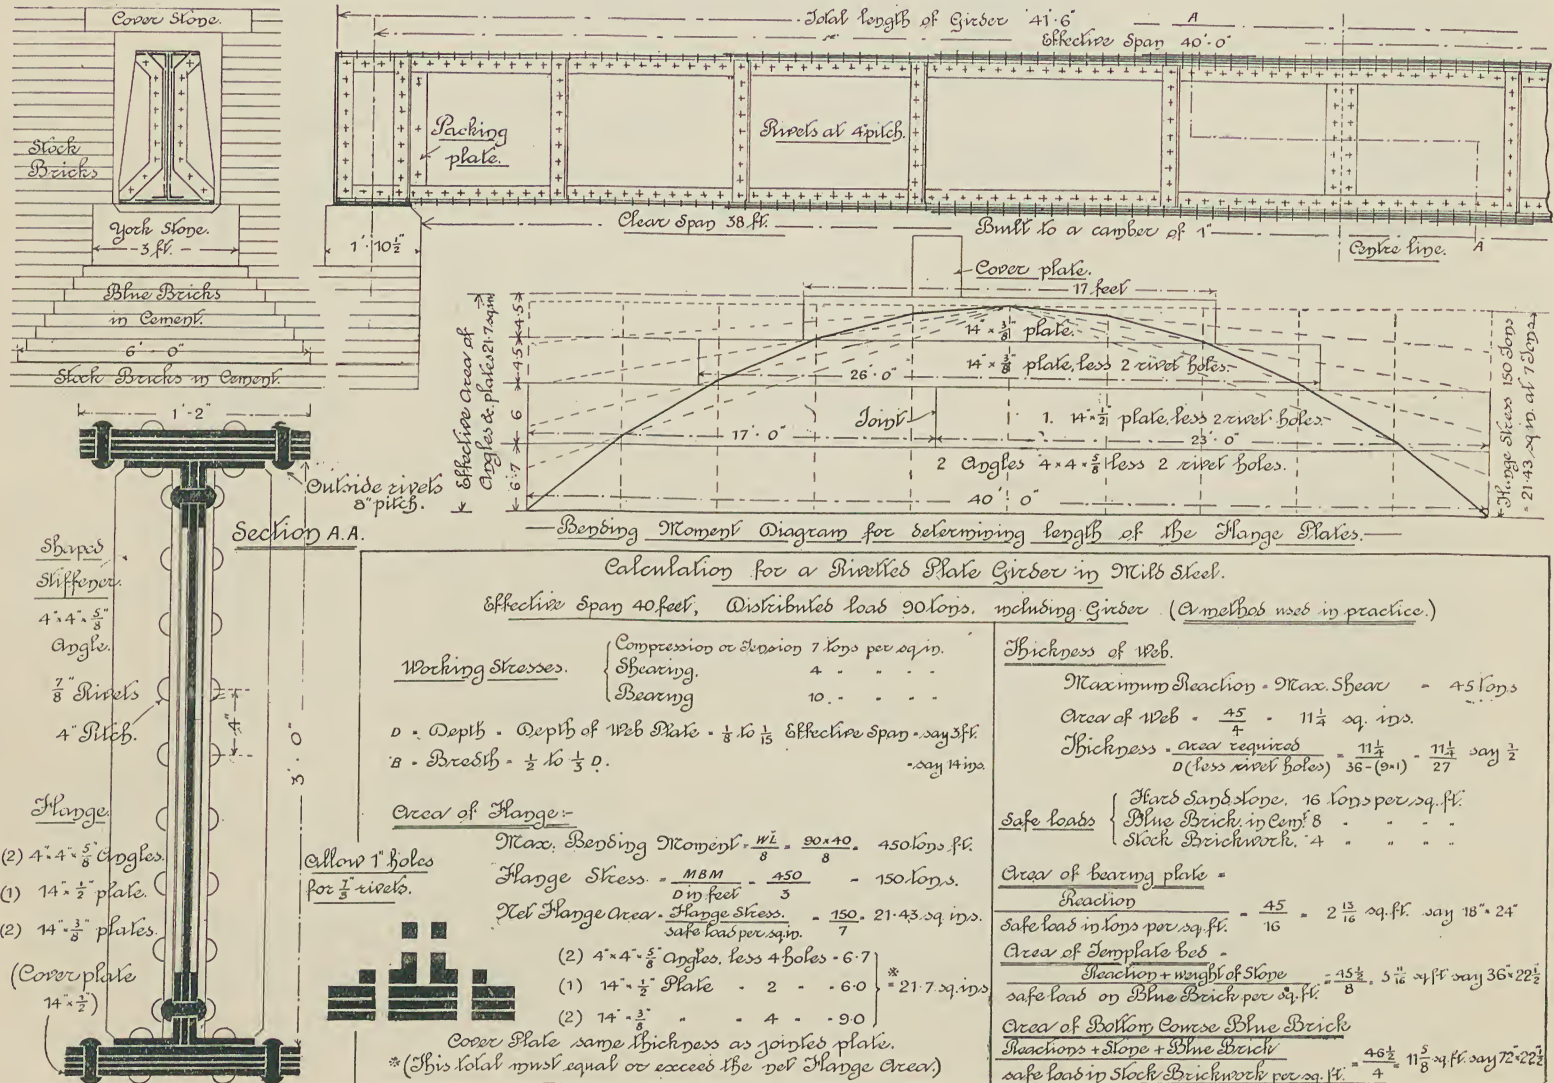 Cover Stone.
Stock
Bricks
York Stone.
3 ft.
Blue Bricks
in Cement.
6'-0"
Stock Bricks in Cement.
Total length of Girder 41'-6"
A
Effective Span 40'-0"
Packing
plate.
Rivets at 4" pitch.
1'-10½"
Clear Span 38 ft.
Built to a camber of 1"
Centre line.
A
Cover plate.
17 feet
14" × 3/8" plate.
14" × 3/8" plate, less 2 rivet holes.
26'-0"
Joint
1. 14" × 1/2" plate, less 2 rivet holes.
17'-0"
23'-0"
2 Angles 4 × 4 × 5/8 less 2 rivet holes.
40'-0"
Effective Area of
Angles & plates 21·7 sq. in
6·7
6
4·5
4·5
Flange Stress 150 Tons
= 21·43 sq in. at 7 Tons
Bending Moment Diagram for determining length of the Flange Plates.
1'-2"
Outside rivets
8" pitch.
Section A.A.
Shaped
Stiffener.
4" × 4" × 5/8"
Angle.
7/8" Rivets
4" Pitch.
4"
3'-0"
Flange.
(2) 4" × 4" × 5/8" Angles.
(1) 14" × 1/2" plate.
(2) 14" × 3/8" plates.
(Cover plate
14" × 1/2")
Allow 1" holes
for 7/8" rivets.
Calculation for a Rivetted Plate Girder in Mild Steel.
Effective Span 40 feet, Distributed load 90 tons, including Girder (A method used in practice.)
Working Stresses.
Compression or Tension 7 tons per sq. in.
Shearing. 4 " " "
Bearing 10 " " "
D = Depth = Depth of Web Plate = 1/8 to 1/15 Effective Span = say 3 ft.
B = Bredth = 1/2 to 1/3 D. = say 14 ins.
Area of Flange:-
Max. Bending Moment = WL/8 = 90×40/8 = 450 tons ft.
Flange Stress = MBM/D in feet = 450/3 = 150 tons.
Net Flange Area = Flange Stress./safe load per sq. in. = 150/7 = 21·43 sq. ins.
(2) 4" × 4" × 5/8" Angles, less 4 holes = 6·7
(1) 14" × 1/2" Plate " 2 " = 6·0
(2) 14" × 3/8" " " 4 " = 9·0
* = 21·7 sq. ins
Cover Plate same thickness as jointed plate.
*(This total must equal or exceed the net Flange Area.)
Thickness of Web.
Maximum Reaction = Max. Shear = 45 tons
Area of Web = 45/4 = 11¼ sq. ins.
Thickness = area required/D (less rivet holes) = 11¼/36-(9×1) = 11¼/27 say 1/2
Safe loads
Hard Sandstone, 16 tons per sq. ft.
Blue Brick. in Cemt 8 " " "
Stock Brickwork. 4 " " "
Area of bearing plate =
Reaction/safe load in tons per sq. ft. = 45/16 = 2 13/16 sq. ft. say 18" × 24"
Area of Template bed =
Reaction + weight of Stone/safe load on Blue Brick per sq. ft. = 45½/8 = 5 11/16 sq ft say 36" × 22½
Area of Bottom Course Blue Brick
Reactions + Stone + Blue Brick/safe load in Stock Brickwork per sq. ft. = 46½/4 = 11 5/8 sq. ft. say 72" × 22½